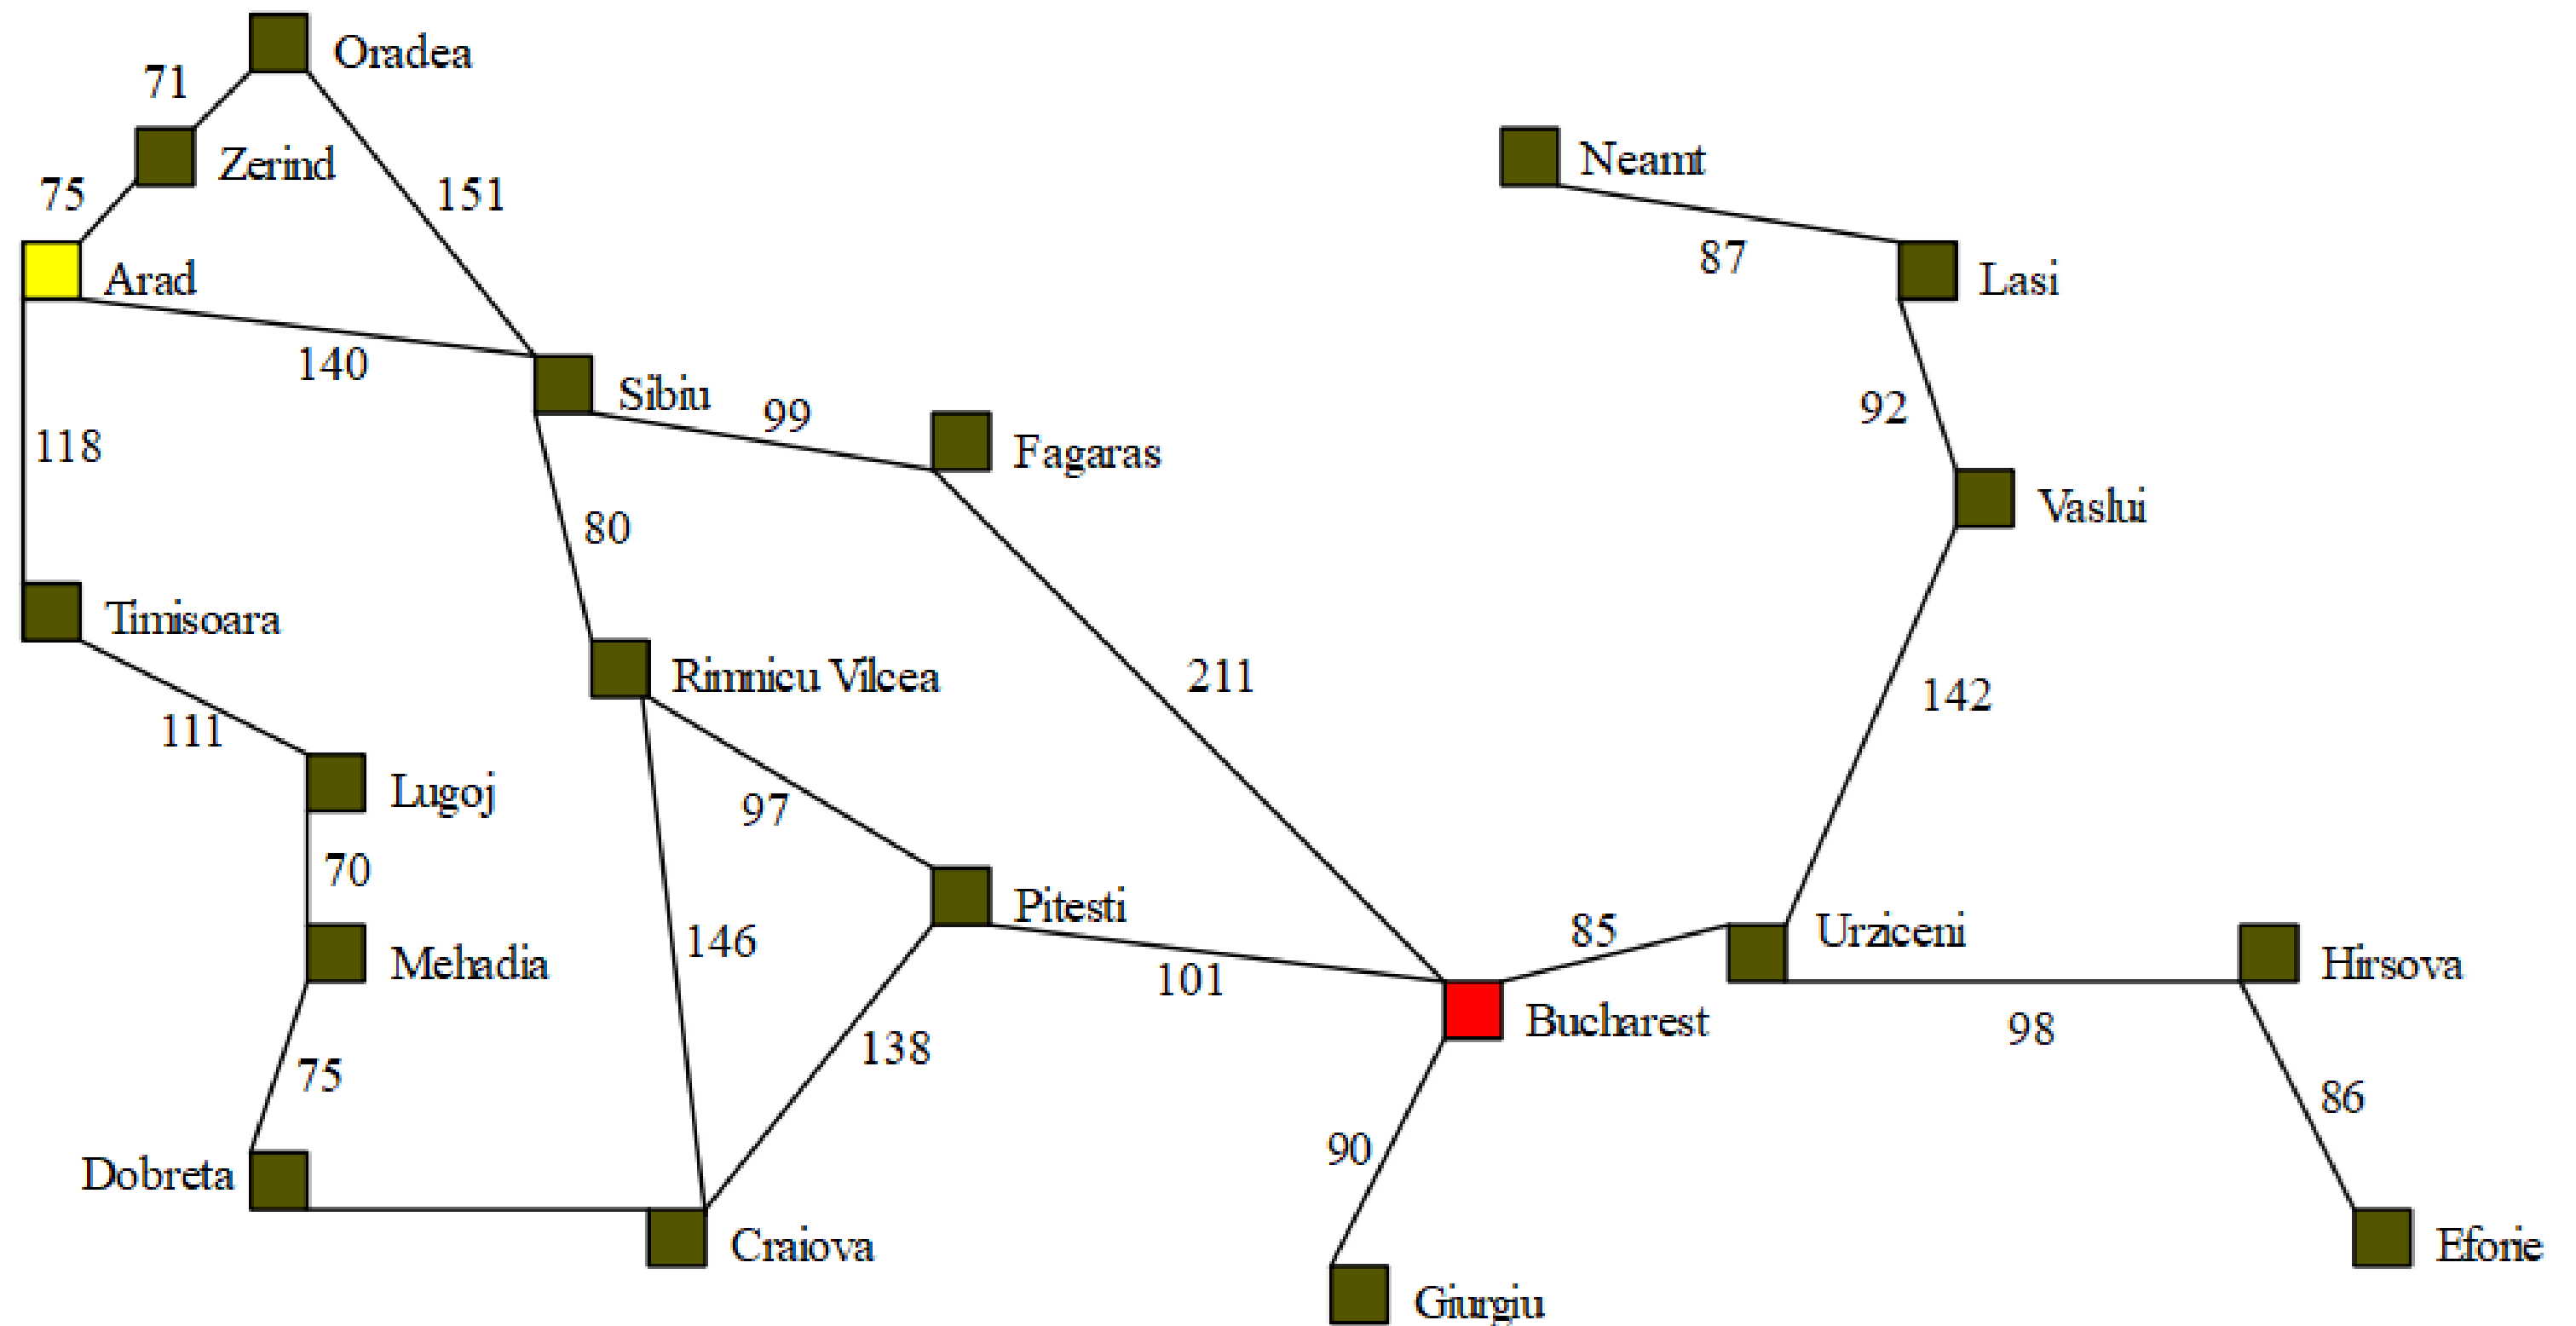 Oradea
71
Neamt
Zerind
75
151
87
Arad
Lasi
140
Sibiu
99
92
118
Fagaras
Vaslui
80
Timisoara
Rimnicu Vilcea
211
142
111
Lugoj
97
70
Pitesti
85
Urziceni
146
Mehadia
101
Hirsova
Bucharest
98
138
75
86
90
Dobreta
Craiova
Eforie
Giurgiu